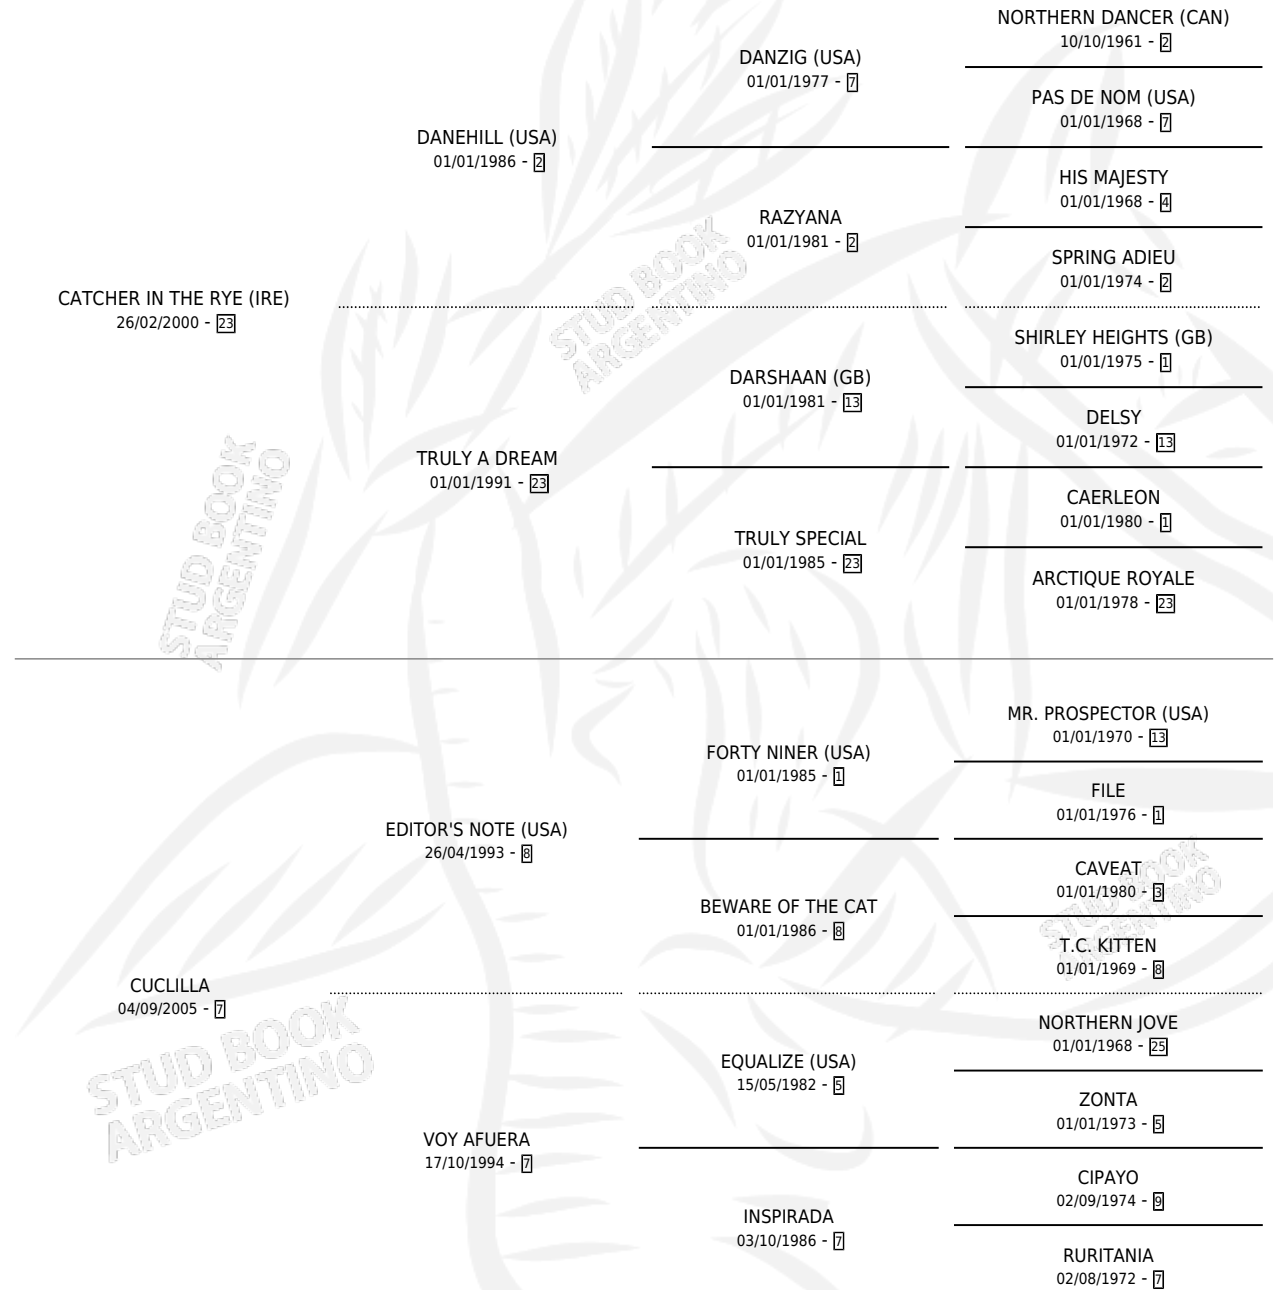 NORTHERN DANCER (CAN)
10/10/1961 - 2
DANZIG (USA)
01/01/1977 - 7
PAS DE NOM (USA)
01/01/1968 - 7
DANEHILL (USA)
01/01/1986 - 2
HIS MAJESTY
01/01/1968 - 4
RAZYANA
01/01/1981 - 2
SPRING ADIEU
01/01/1974 - 2
CATCHER IN THE RYE (IRE)
26/02/2000 - 23
SHIRLEY HEIGHTS (GB)
01/01/1975 - 1
DARSHAAN (GB)
01/01/1981 - 13
DELSY
01/01/1972 - 13
TRULY A DREAM
01/01/1991 - 23
CAERLEON
01/01/1980 - 1
TRULY SPECIAL
01/01/1985 - 23
ARCTIQUE ROYALE
01/01/1978 - 23
MR. PROSPECTOR (USA)
01/01/1970 - 13
FORTY NINER (USA)
01/01/1985 - 1
FILE
01/01/1976 - 1
EDITOR'S NOTE (USA)
26/04/1993 - 8
CAVEAT
01/01/1980 - 3
BEWARE OF THE CAT
01/01/1986 - 8
T.C. KITTEN
01/01/1969 - 8
CUCLILLA
04/09/2005 - 7
NORTHERN JOVE
01/01/1968 - 25
EQUALIZE (USA)
15/05/1982 - 5
ZONTA
01/01/1973 - 5
VOY AFUERA
17/10/1994 - 7
CIPAYO
02/09/1974 - 9
INSPIRADA
03/10/1986 - 7
RURITANIA
02/08/1972 - 7
STUD BOOK
ARGENTINO
STUD BOOK
ARGENTINO
STUD BOOK
ARGENTINO
STUD BOOK
ARGENTINO